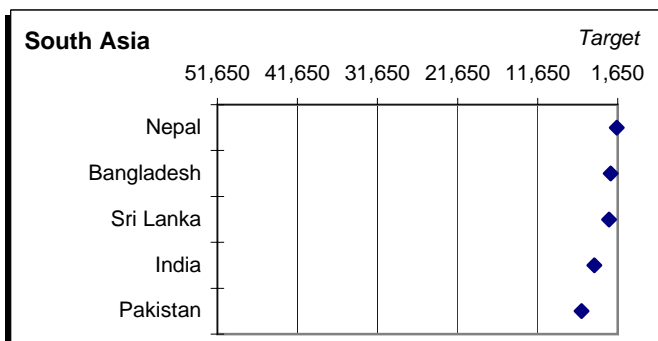 South Asia
Target
51,650 41,650 31,650 21,650 11,650 1,650
Nepal
Bangladesh
Sri Lanka
India
Pakistan